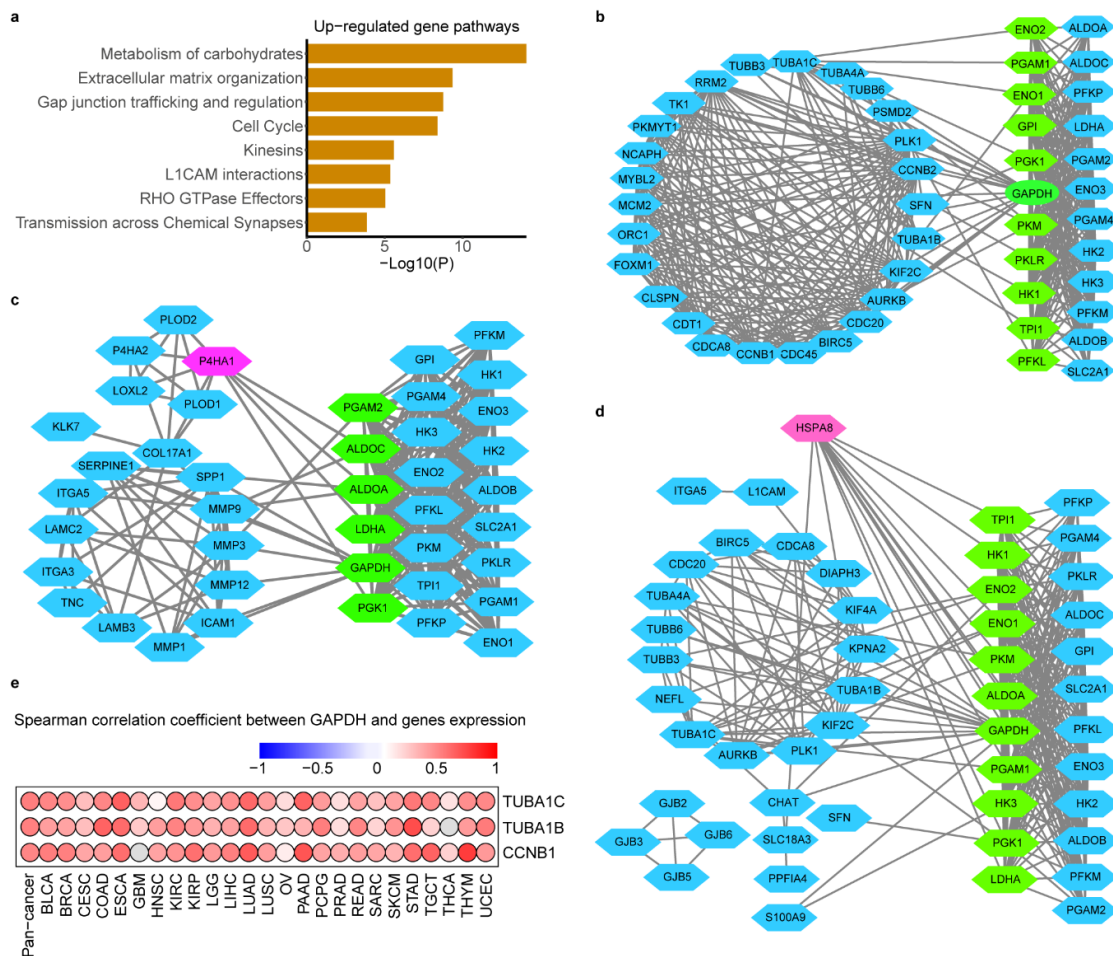 a
Up-regulated gene pathways
Metabolism of carbohydrates
Extracellular matrix organization
Gap junction trafficking and regulation
Cell Cycle
Kinesins
L1CAM interactions
RHO GTPase Effectors
Transmission across Chemical Synapses
0 5 10
−Log10(P)
b
TUBB3
TUBA1C
TUBA4A
TUBB6
PSMD2
PLK1
CCNB2
SFN
TUBA1B
KIF2C
AURKB
CDC20
BIRC5
CDC45
CCNB1
CDCA8
CDT1
CLSPN
FOXM1
ORC1
MCM2
MYBL2
NCAPH
PKMYT1
TK1
RRM2
ENO2
PGAM1
ENO1
GPI
PGK1
GAPDH
PKM
PKLR
HK1
TPI1
PFKL
ALDOA
ALDOC
PFKP
LDHA
PGAM2
ENO3
PGAM4
HK2
HK3
PFKM
ALDOB
SLC2A1
c
PLOD2
P4HA2
P4HA1
LOXL2
PLOD1
KLK7
COL17A1
SERPINE1
SPP1
ITGA5
MMP9
LAMC2
MMP3
ITGA3
MMP12
TNC
ICAM1
LAMB3
MMP1
PGAM2
ALDOC
ALDOA
LDHA
GAPDH
PGK1
GPI
PGAM4
HK3
ENO2
PFKL
PKM
TPI1
PFKP
PFKM
HK1
ENO3
HK2
ALDOB
SLC2A1
PKLR
PGAM1
ENO1
d
HSPA8
ITGA5
L1CAM
BIRC5
CDCA8
CDC20
DIAPH3
TUBA4A
KIF4A
TUBB6
KPNA2
TUBB3
TUBA1B
NEFL
KIF2C
TUBA1C
PLK1
AURKB
CHAT
SFN
SLC18A3
PPFIA4
S100A9
GJB2
GJB3
GJB6
GJB5
TPI1
HK1
ENO2
ENO1
PKM
ALDOA
GAPDH
PGAM1
HK3
PGK1
LDHA
PFKP
PGAM4
PKLR
ALDOC
GPI
SLC2A1
PFKL
ENO3
HK2
ALDOB
PFKM
PGAM2
e
Spearman correlation coefficient between GAPDH and genes expression
−1 −0.5 0 0.5 1
TUBA1C
TUBA1B
CCNB1
Pan−cancer
BLCA
BRCA
CESC
COAD
ESCA
GBM
HNSC
KIRC
KIRP
LGG
LIHC
LUAD
LUSC
OV
PAAD
PCPG
PRAD
READ
SARC
SKCM
STAD
TGCT
THCA
THYM
UCEC